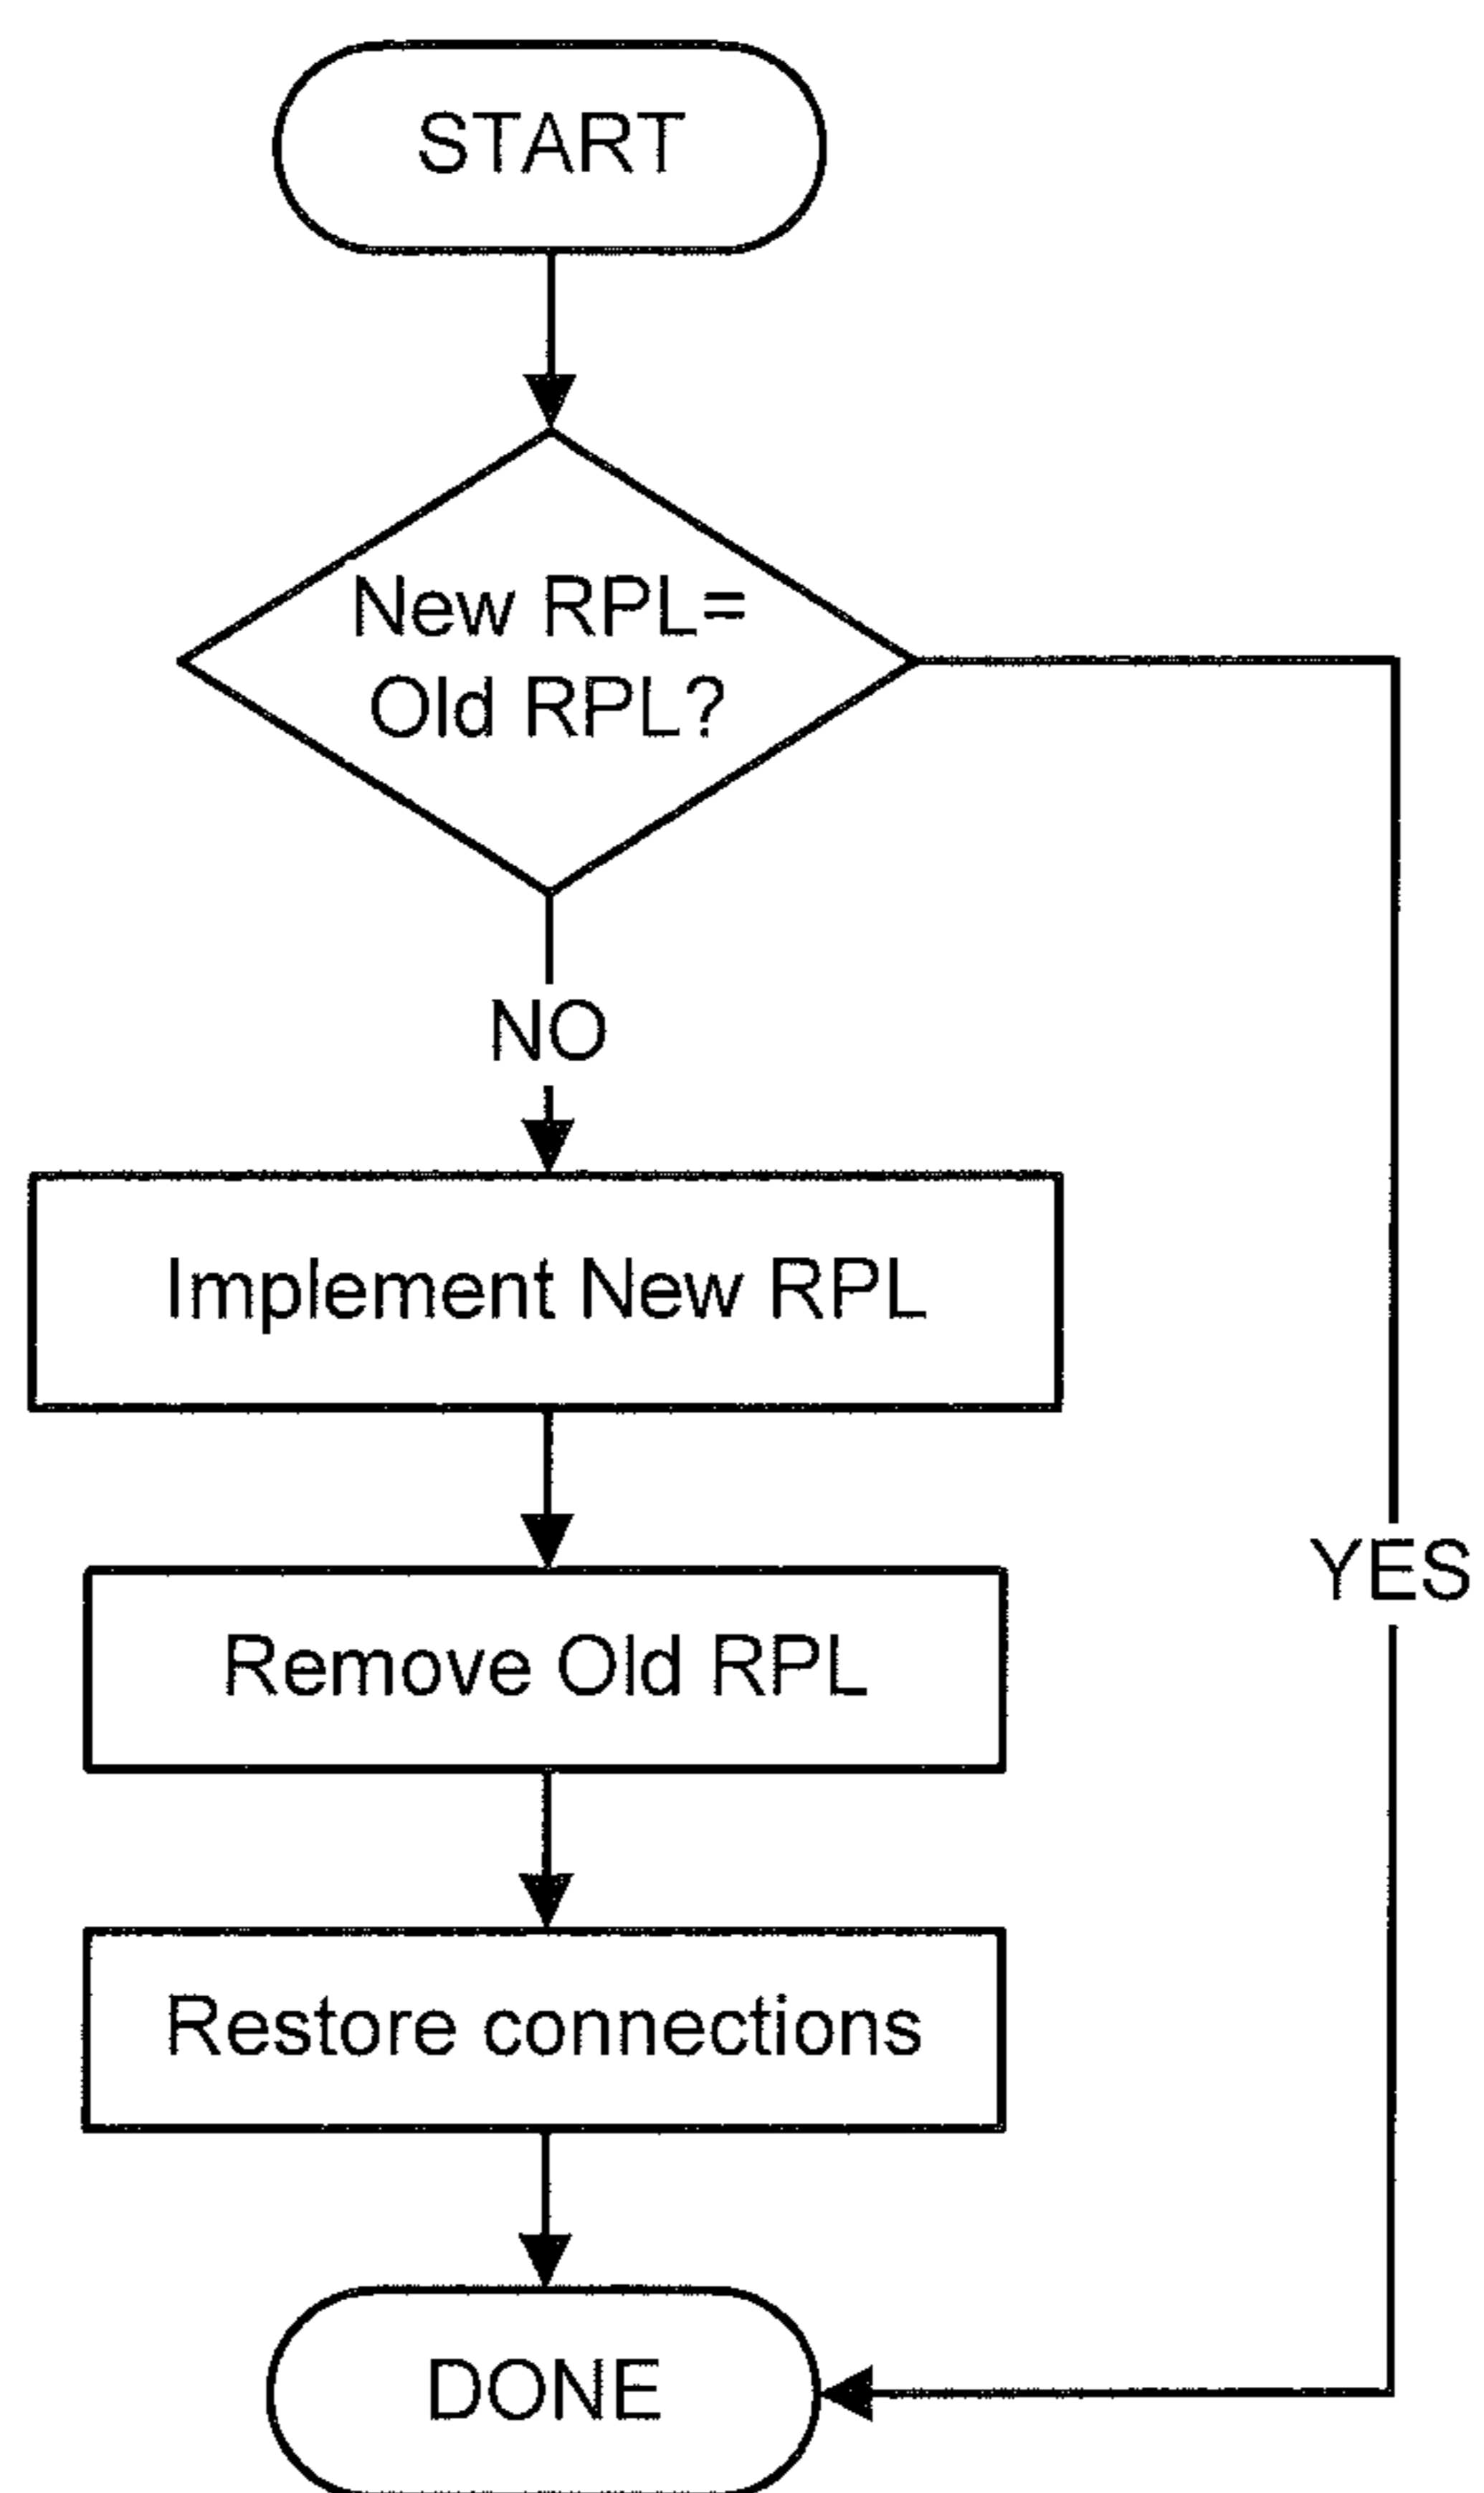 START
New RPL=
Old RPL?
NO
Implement New RPL
YES
Remove Old RPL
Restore connections
DONE